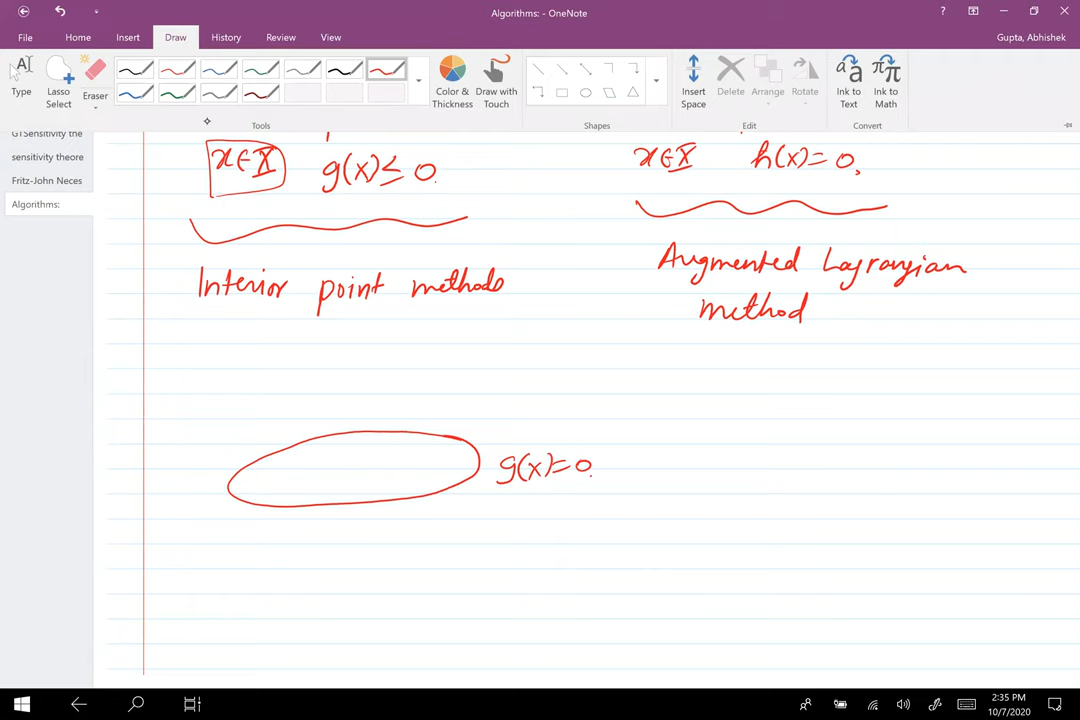 Algorithms: - OneNote
?
Gupta, Abhishek
File Home Insert Draw History Review View
Type
Lasso Select
Eraser
Color & Thickness
Draw with Touch
Insert Space
Delete
Arrange
Rotate
Ink to Text
Ink to Math
Tools
Shapes
Edit
Convert
GTSensitivity the
sensitivity theore
Fritz-John Neces
Algorithms:
x∈X g(x)≤0.
x∈X h(x)=0,
Interior point methods
Augmented Lagrangian
method
g(x)=0.
2:35 PM
10/7/2020